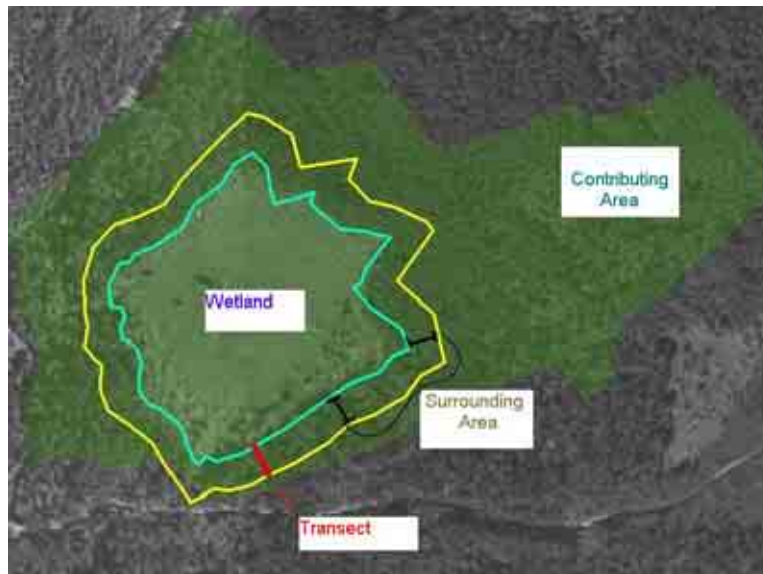 Contributing
Area
Wetland
Surrounding
Area
Transect